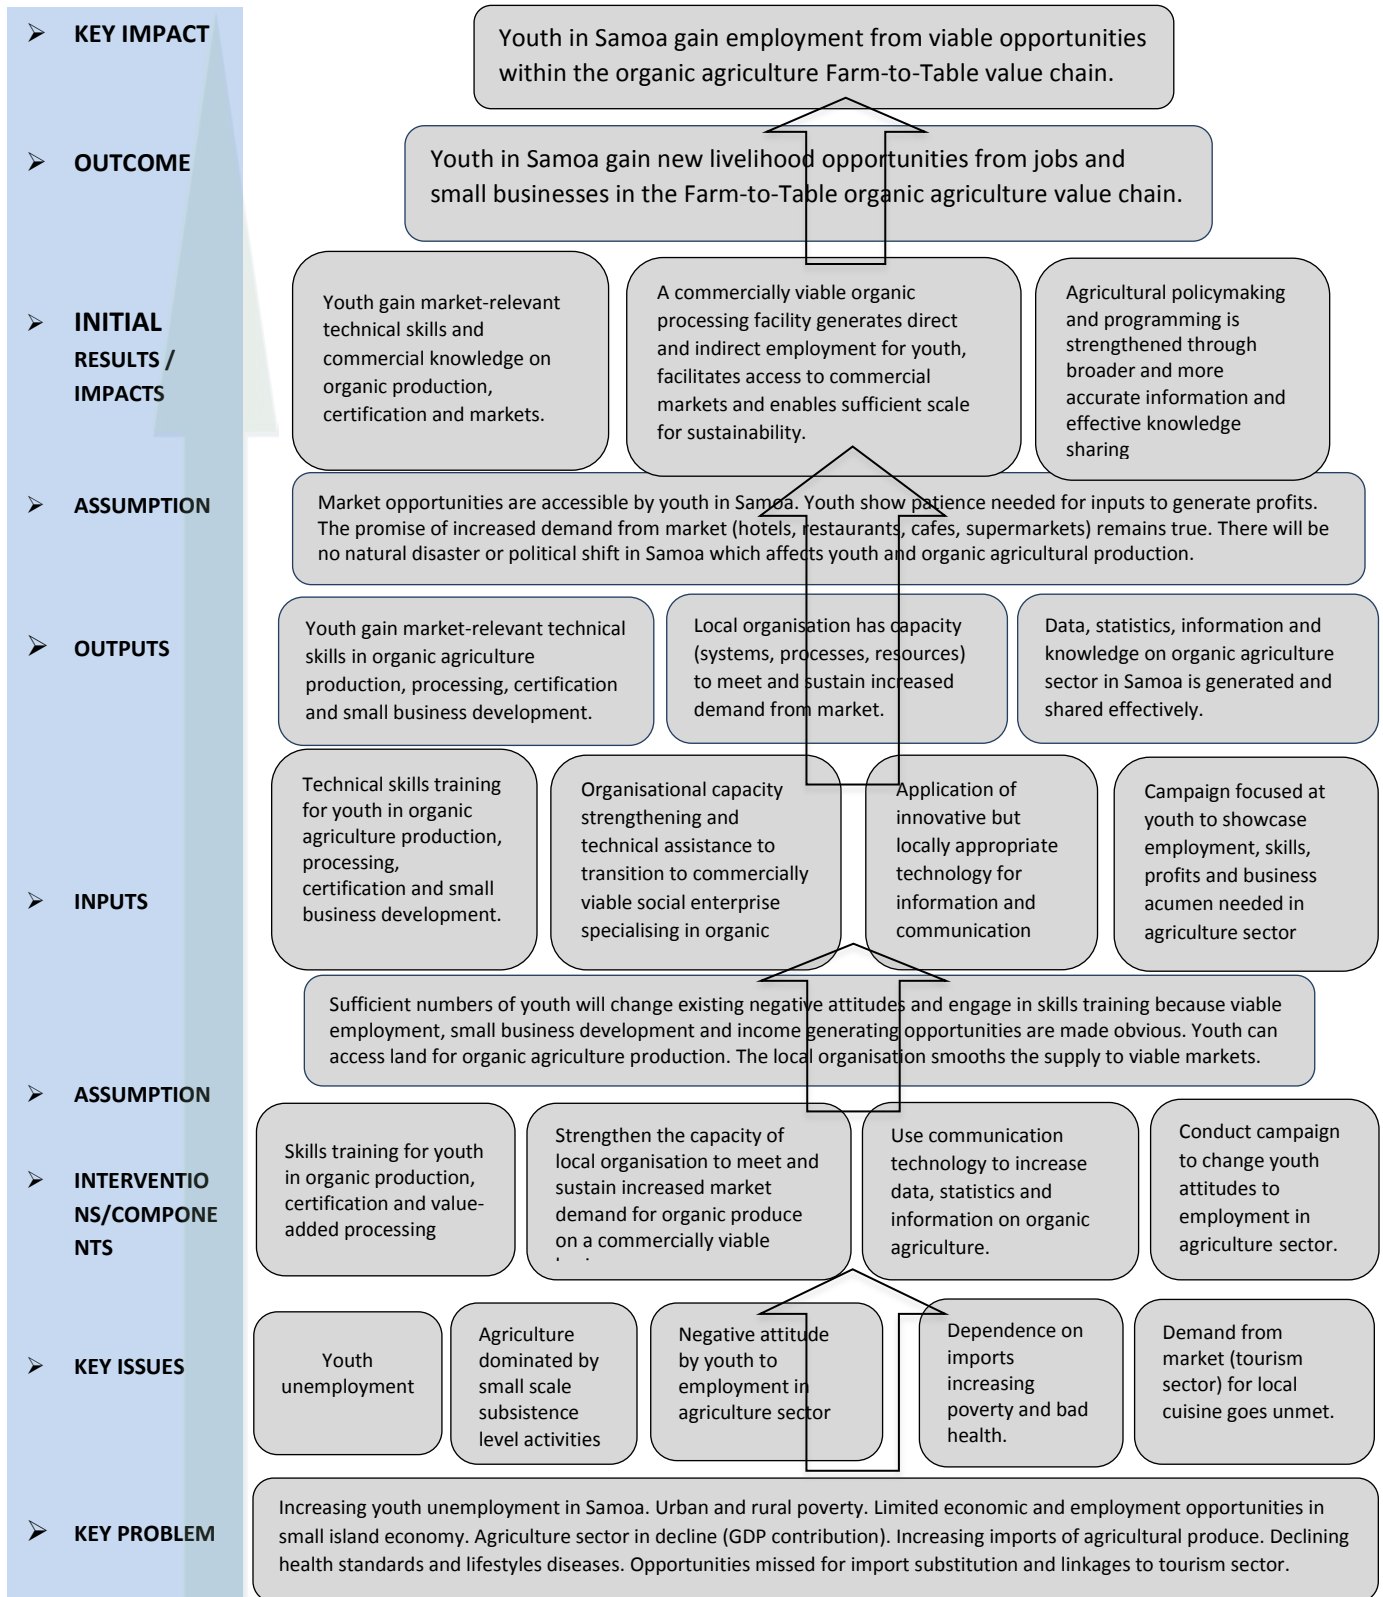 KEY IMPACT
Youth in Samoa gain employment from viable opportunities
within the organic agriculture Farm-to-Table value chain.
OUTCOME
Youth in Samoa gain new livelihood opportunities from jobs and
small businesses in the Farm-to-Table organic agriculture value chain.
INITIAL
RESULTS /
IMPACTS
Youth gain market-relevant
technical skills and
commercial knowledge on
organic production,
certification and markets.
A commercially viable organic
processing facility generates direct
and indirect employment for youth,
facilitates access to commercial
markets and enables sufficient scale
for sustainability.
Agricultural policymaking
and programming is
strengthened through
broader and more
accurate information and
effective knowledge
sharing
ASSUMPTION
Market opportunities are accessible by youth in Samoa. Youth show patience needed for inputs to generate profits.
The promise of increased demand from market (hotels, restaurants, cafes, supermarkets) remains true. There will be
no natural disaster or political shift in Samoa which affects youth and organic agricultural production.
OUTPUTS
Youth gain market-relevant technical
skills in organic agriculture
production, processing, certification
and small business development.
Local organisation has capacity
(systems, processes, resources)
to meet and sustain increased
demand from market.
Data, statistics, information and
knowledge on organic agriculture
sector in Samoa is generated and
shared effectively.
INPUTS
Technical skills training
for youth in organic
agriculture production,
processing,
certification and small
business development.
Organisational capacity
strengthening and
technical assistance to
transition to commercially
viable social enterprise
specialising in organic
Application of
innovative but
locally appropriate
technology for
information and
communication
Campaign focused at
youth to showcase
employment, skills,
profits and business
acumen needed in
agriculture sector
Sufficient numbers of youth will change existing negative attitudes and engage in skills training because viable
employment, small business development and income generating opportunities are made obvious. Youth can
access land for organic agriculture production. The local organisation smooths the supply to viable markets.
ASSUMPTION
INTERVENTIO
NS/COMPONE
NTS
Skills training for youth
in organic production,
certification and value-
added processing
Strengthen the capacity of
local organisation to meet and
sustain increased market
demand for organic produce
on a commercially viable
Use communication
technology to increase
data, statistics and
information on organic
agriculture.
Conduct campaign
to change youth
attitudes to
employment in
agriculture sector.
KEY ISSUES
Youth
unemployment
Agriculture
dominated by
small scale
subsistence
level activities
Negative attitude
by youth to
employment in
agriculture sector
Dependence on
imports
increasing
poverty and bad
health.
Demand from
market (tourism
sector) for local
cuisine goes unmet.
KEY PROBLEM
Increasing youth unemployment in Samoa. Urban and rural poverty. Limited economic and employment opportunities in
small island economy. Agriculture sector in decline (GDP contribution). Increasing imports of agricultural produce. Declining
health standards and lifestyles diseases. Opportunities missed for import substitution and linkages to tourism sector.